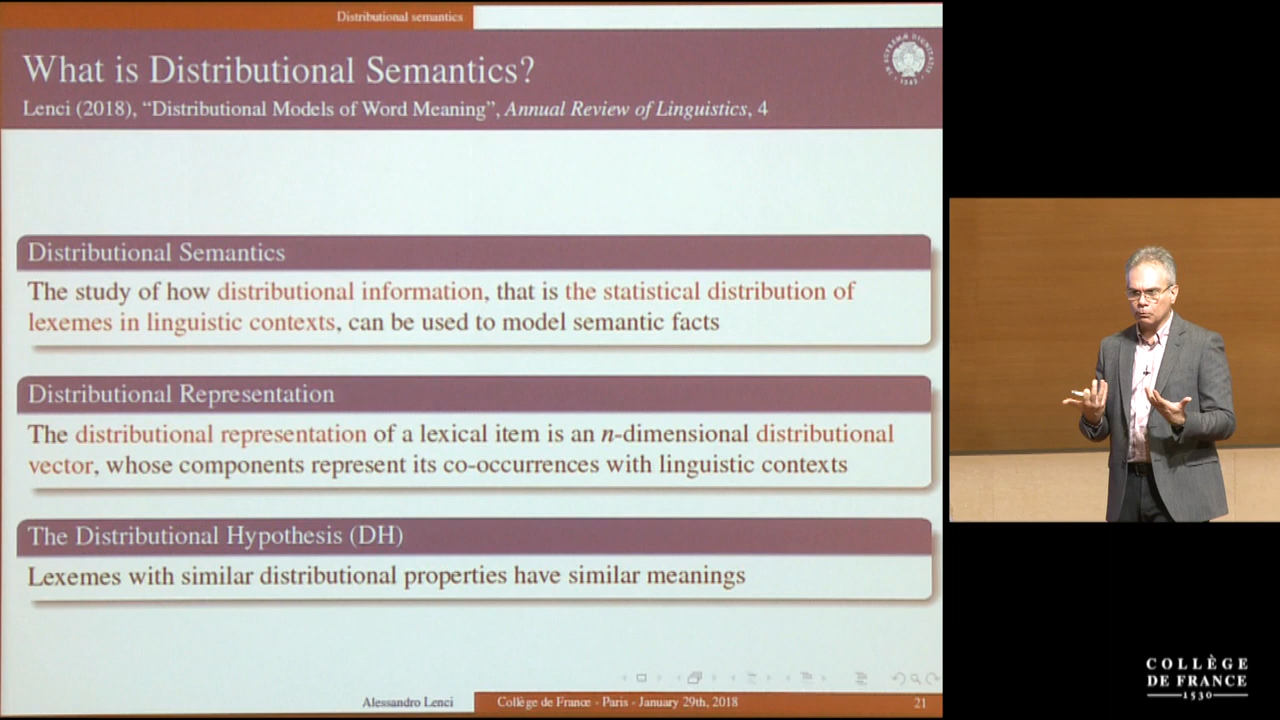 Distributional semantics
What is Distributional Semantics?
Lenci (2018), “Distributional Models of Word Meaning”, Annual Review of Linguistics, 4
Distributional Semantics
The study of how distributional information, that is the statistical distribution of
lexemes in linguistic contexts, can be used to model semantic facts
Distributional Representation
The distributional representation of a lexical item is an n-dimensional distributional
vector, whose components represent its co-occurrences with linguistic contexts
The Distributional Hypothesis (DH)
Lexemes with similar distributional properties have similar meanings
Alessandro Lenci
Collège de France - Paris - January 29th, 2018
21
COLLÈGE
DE FRANCE
1530